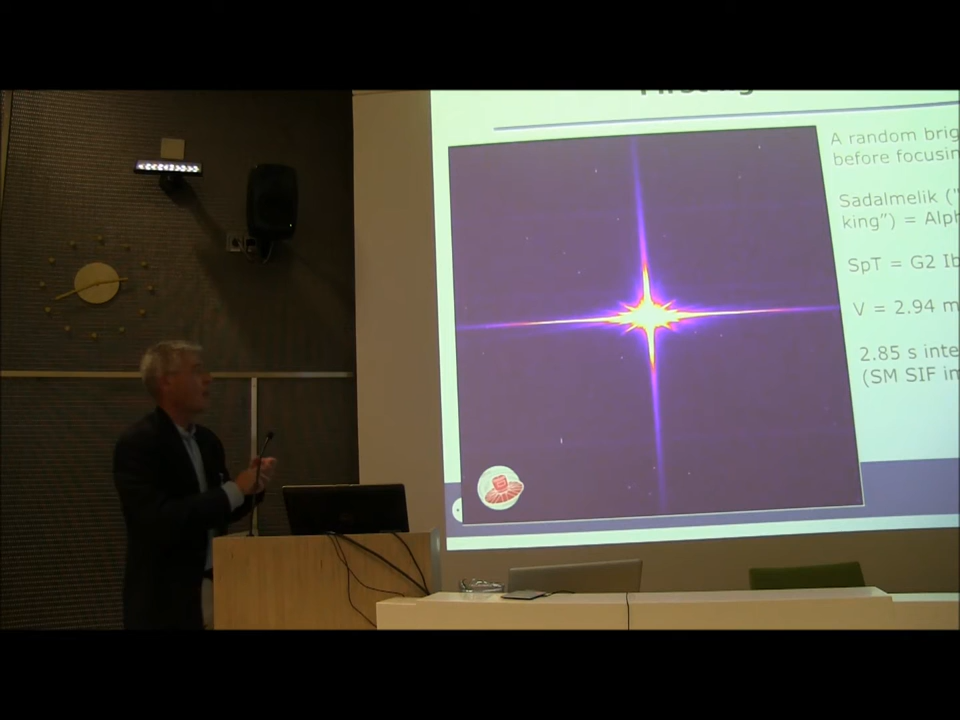 A random brig
before focusin
Sadalmelik ("
king") = Alph
SpT = G2 Ib
V = 2.94 m
2.85 s inte
(SM SIF im